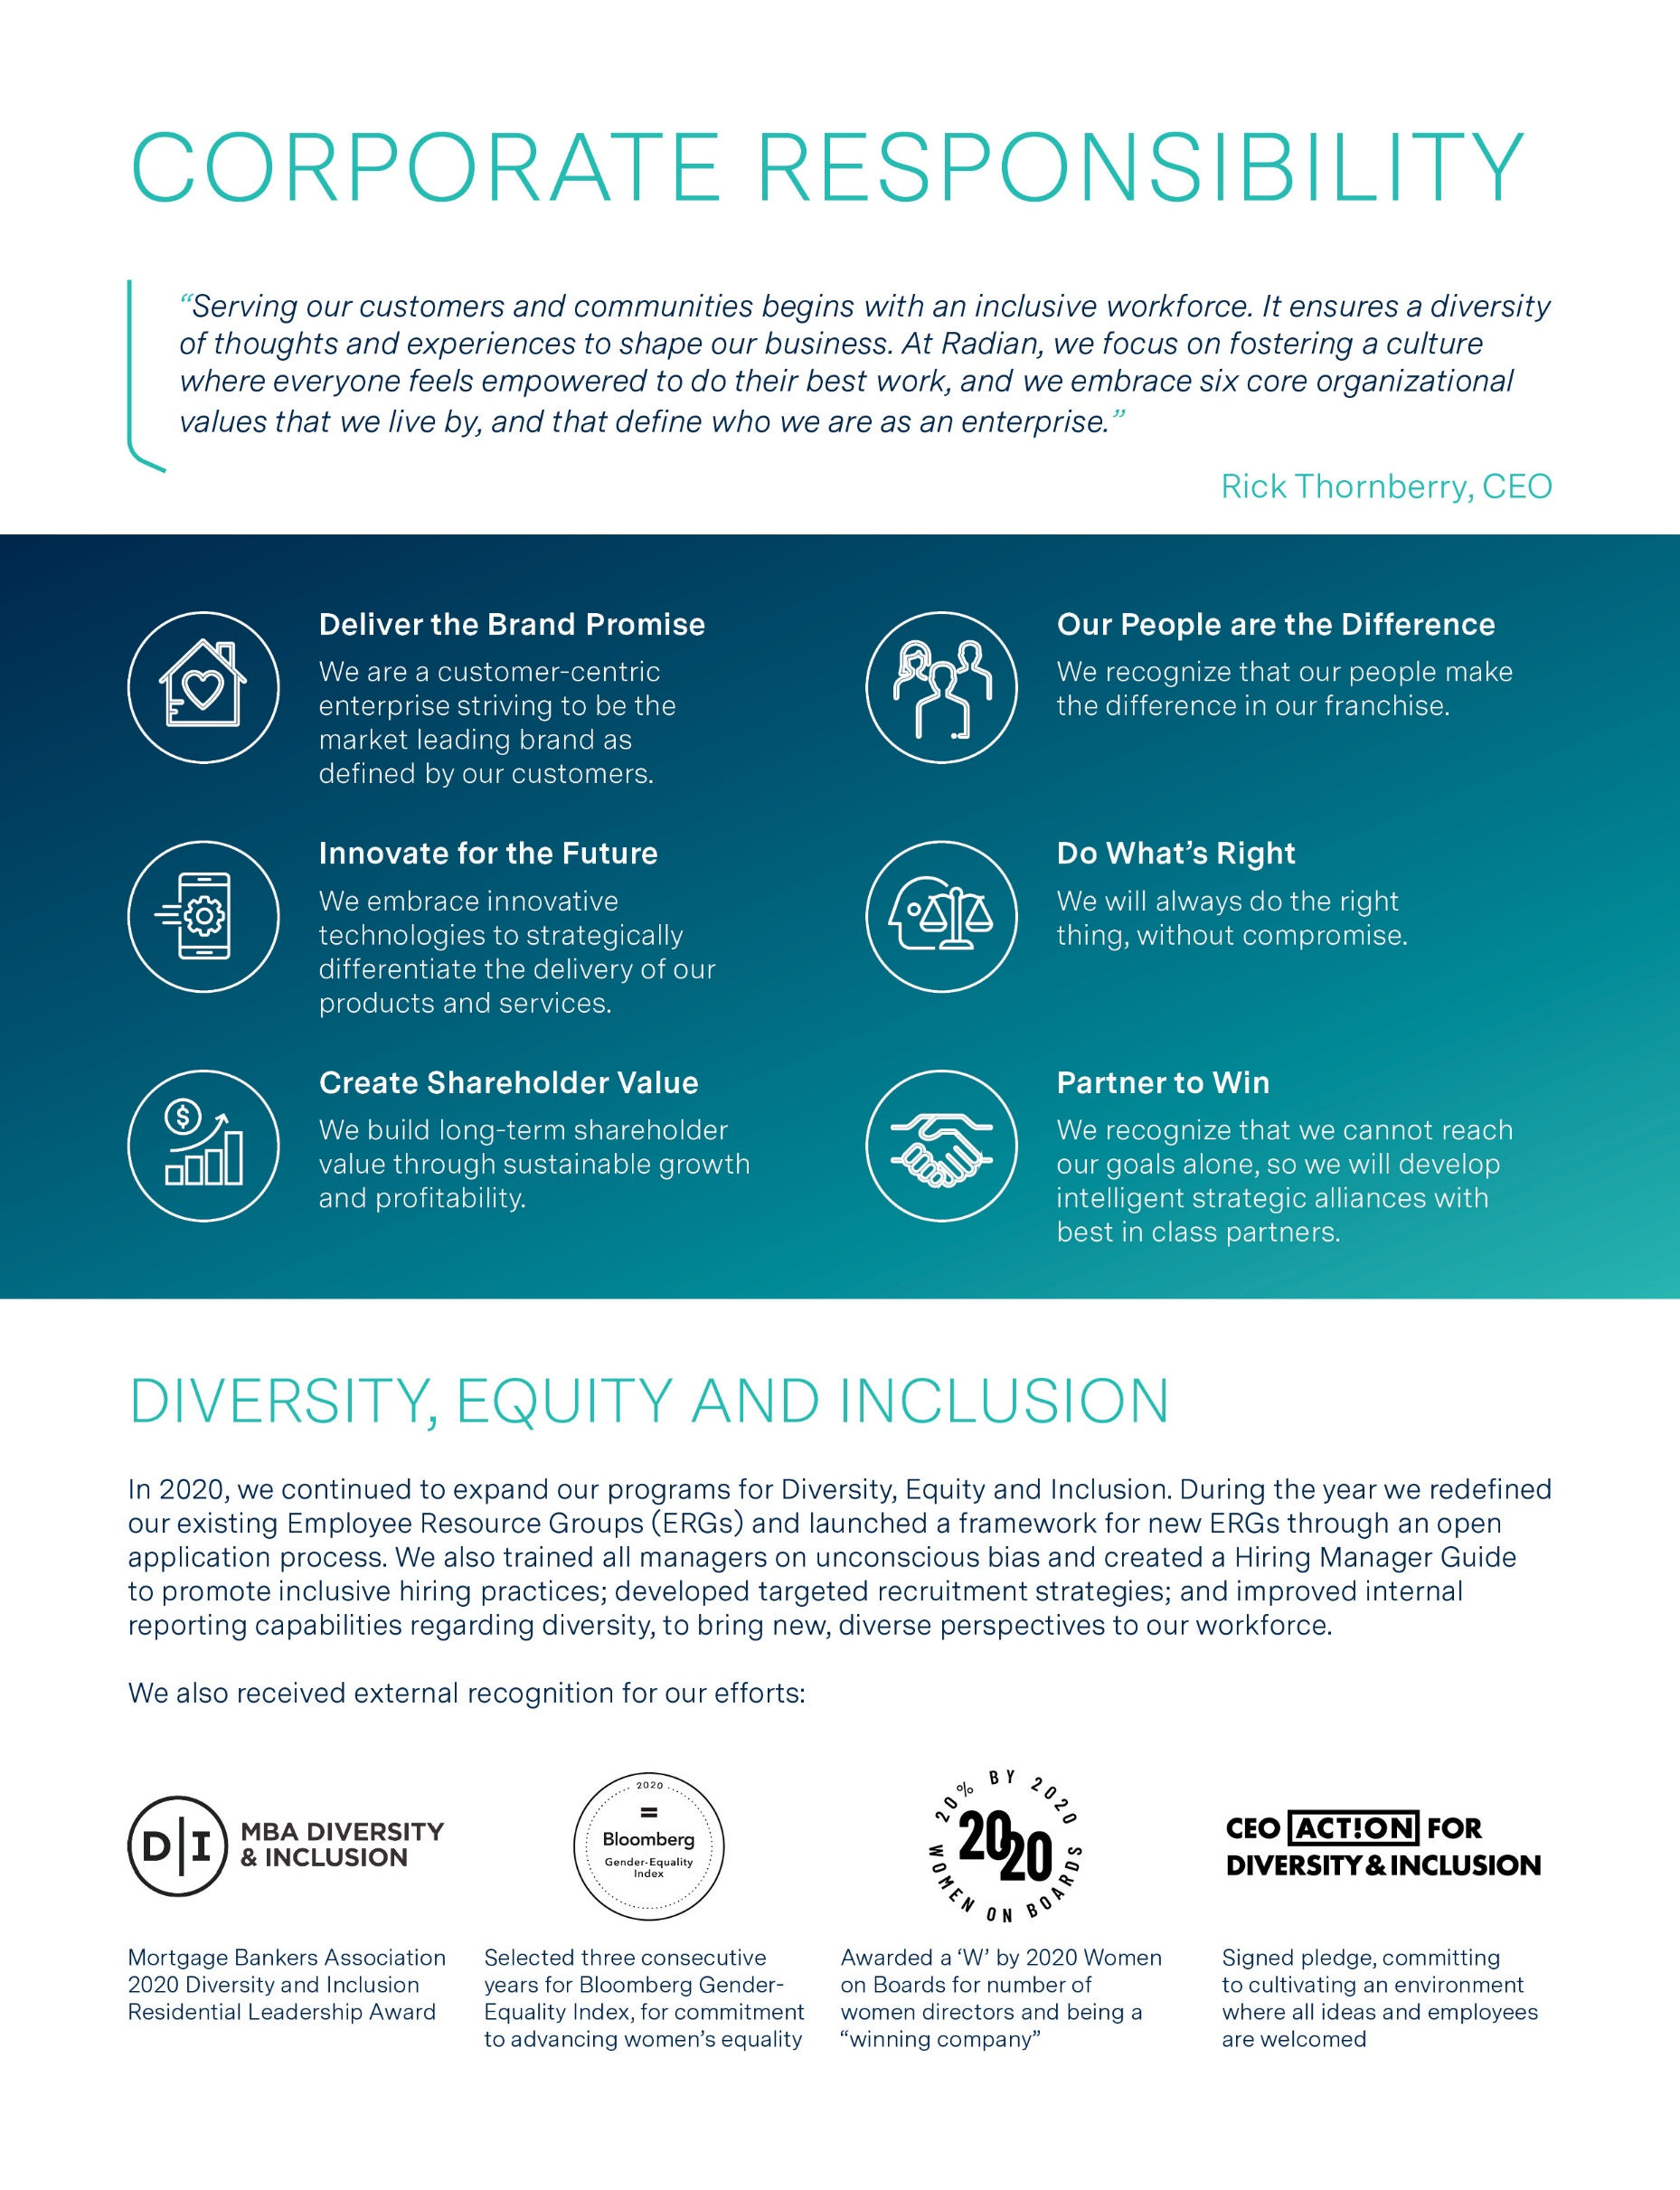 CORPORATE RESPONSIBILITY
“Serving our customers and communities begins with an inclusive workforce. It ensures a diversity
of thoughts and experiences to shape our business. At Radian, we focus on fostering a culture
where everyone feels empowered to do their best work, and we embrace six core organizational
values that we live by, and that define who we are as an enterprise.”
Rick Thornberry, CEO
Deliver the Brand Promise
We are a customer-centric
enterprise striving to be the
market leading brand as
defined by our customers.
Our People are the Difference
We recognize that our people make
the difference in our franchise.
Innovate for the Future
We embrace innovative
technologies to strategically
differentiate the delivery of our
products and services.
Do What’s Right
We will always do the right
thing, without compromise.
$
Create Shareholder Value
We build long-term shareholder
value through sustainable growth
and profitability.
Partner to Win
We recognize that we cannot reach
our goals alone, so we will develop
intelligent strategic alliances with
best in class partners.
DIVERSITY, EQUITY AND INCLUSION
In 2020, we continued to expand our programs for Diversity, Equity and Inclusion. During the year we redefined
our existing Employee Resource Groups (ERGs) and launched a framework for new ERGs through an open
application process. We also trained all managers on unconscious bias and created a Hiring Manager Guide
to promote inclusive hiring practices; developed targeted recruitment strategies; and improved internal
reporting capabilities regarding diversity, to bring new, diverse perspectives to our workforce.
We also received external recognition for our efforts:
D|I
MBA DIVERSITY
& INCLUSION
Mortgage Bankers Association
2020 Diversity and Inclusion
Residential Leadership Award
2020
=
Bloomberg
Gender-Equality
Index
Selected three consecutive
years for Bloomberg Gender-
Equality Index, for commitment
to advancing women’s equality
20% BY 2020
2020
WOMEN ON BOARDS
Awarded a ‘W’ by 2020 Women
on Boards for number of
women directors and being a
“winning company”
CEO ACT!ON FOR
DIVERSITY & INCLUSION
Signed pledge, committing
to cultivating an environment
where all ideas and employees
are welcomed